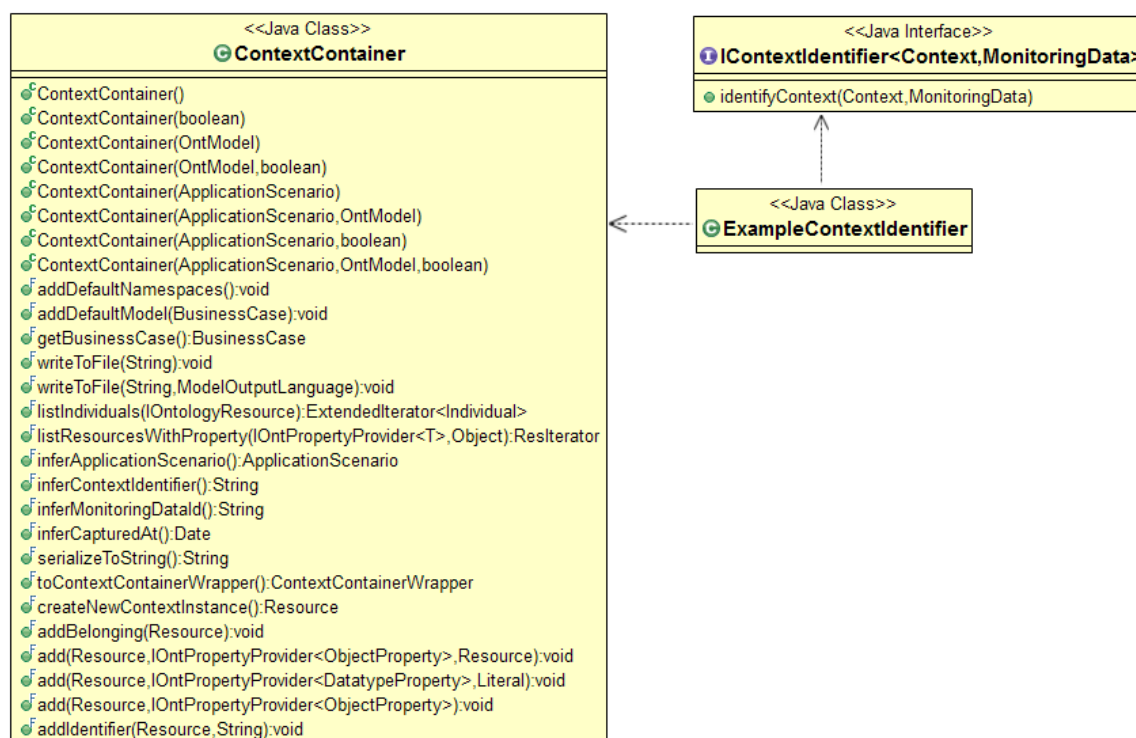 <<Java Class>>
ContextContainer
ContextContainer()
ContextContainer(boolean)
ContextContainer(OntModel)
ContextContainer(OntModel,boolean)
ContextContainer(ApplicationScenario)
ContextContainer(ApplicationScenario,OntModel)
ContextContainer(ApplicationScenario,boolean)
ContextContainer(ApplicationScenario,OntModel,boolean)
addDefaultNamespaces():void
addDefaultModel(BusinessCase):void
getBusinessCase():BusinessCase
writeToFile(String):void
writeToFile(String,ModelOutputLanguage):void
listIndividuals(IOntologyResource):ExtendedIterator<Individual>
listResourcesWithProperty(IOntPropertyProvider<T>,Object):ResIterator
inferApplicationScenario():ApplicationScenario
inferContextIdentifier():String
inferMonitoringDataId():String
inferCapturedAt():Date
serializeToString():String
toContextContainerWrapper():ContextContainerWrapper
createNewContextInstance():Resource
addBelonging(Resource):void
add(Resource,IOntPropertyProvider<ObjectProperty>,Resource):void
add(Resource,IOntPropertyProvider<DatatypeProperty>,Literal):void
add(Resource,IOntPropertyProvider<ObjectProperty>):void
addIdentifier(Resource,String):void
<<Java Interface>>
IContextIdentifier<Context,MonitoringData>
identifyContext(Context,MonitoringData)
<<Java Class>>
ExampleContextIdentifier